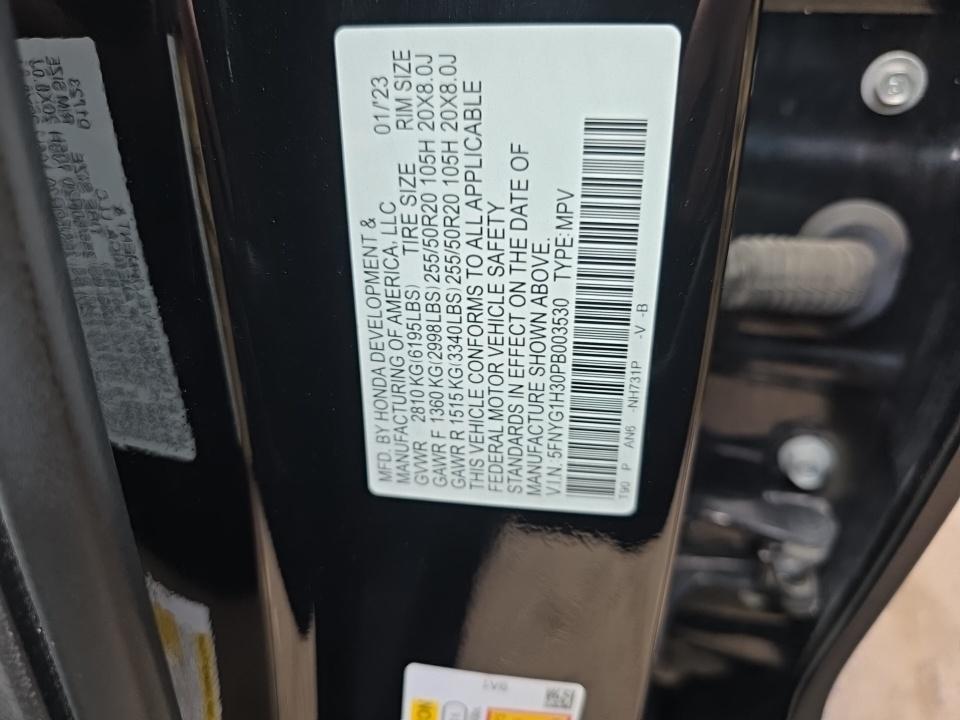 MFD. BY HONDA DEVELOPMENT &
MANUFACTURING OF AMERICA, LLC 01/'23
GVWR 2810 KG(6195LBS) TIRE SIZE RIM SIZE
GAWR F 1360 KG(2998LBS) 255/50R20 105H 20X8.0J
GAWR R 1515 KG(3340LBS) 255/50R20 105H 20X8.0J
THIS VEHICLE CONFORMS TO ALL APPLICABLE
FEDERAL MOTOR VEHICLE SAFETY
STANDARDS IN EFFECT ON THE DATE OF
MANUFACTURE SHOWN ABOVE.
V.I.N. 5FNYG1H30PB003530 TYPE: MPV
T90 P AN6 -NH731P -V -B